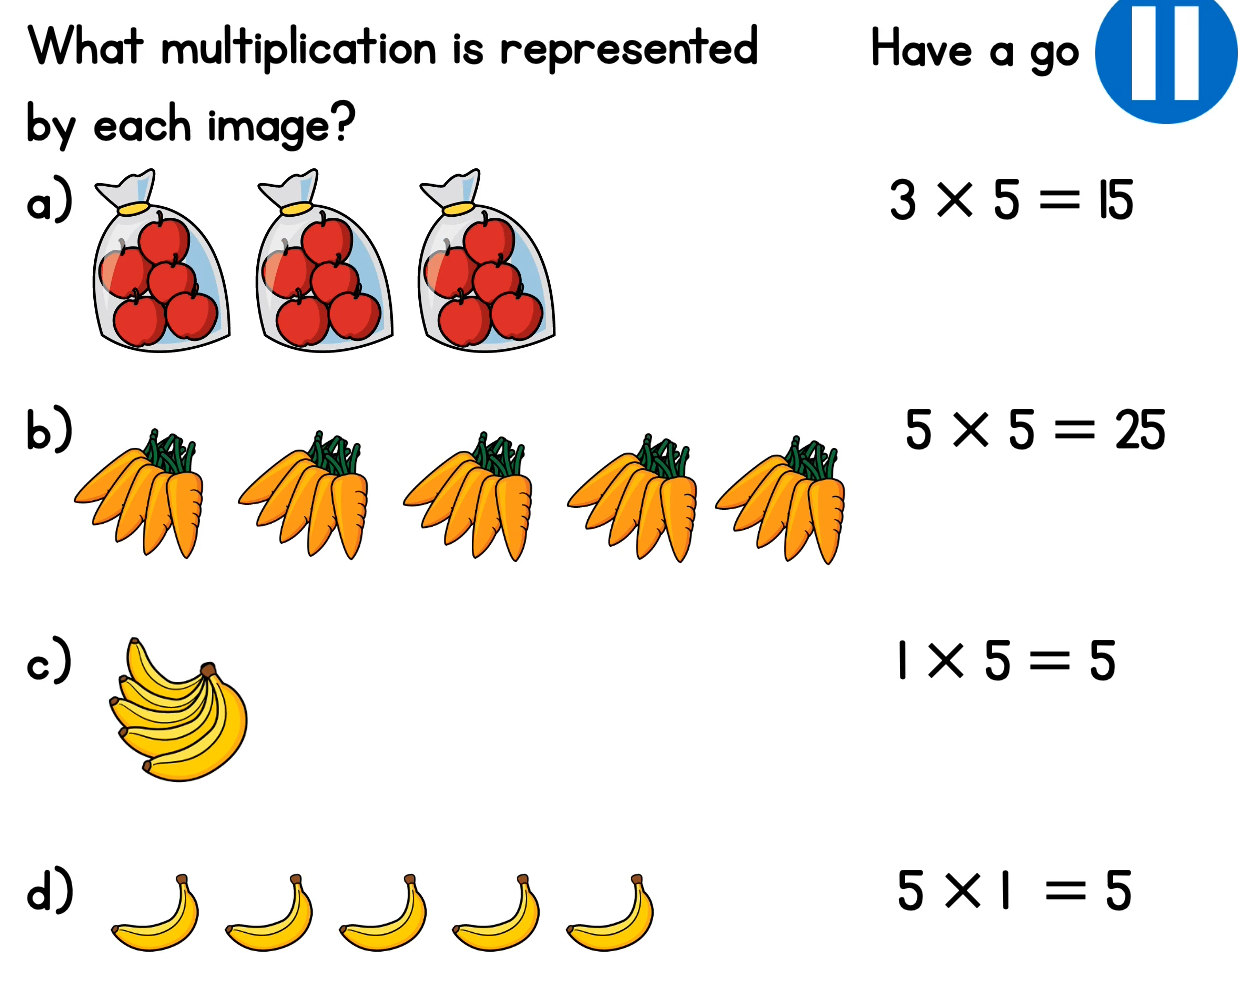 What multiplication is represented Have a go
by each image?
a) 3 × 5 = 15
b) 5 × 5 = 25
c) 1 × 5 = 5
d) 5 × 1 = 5